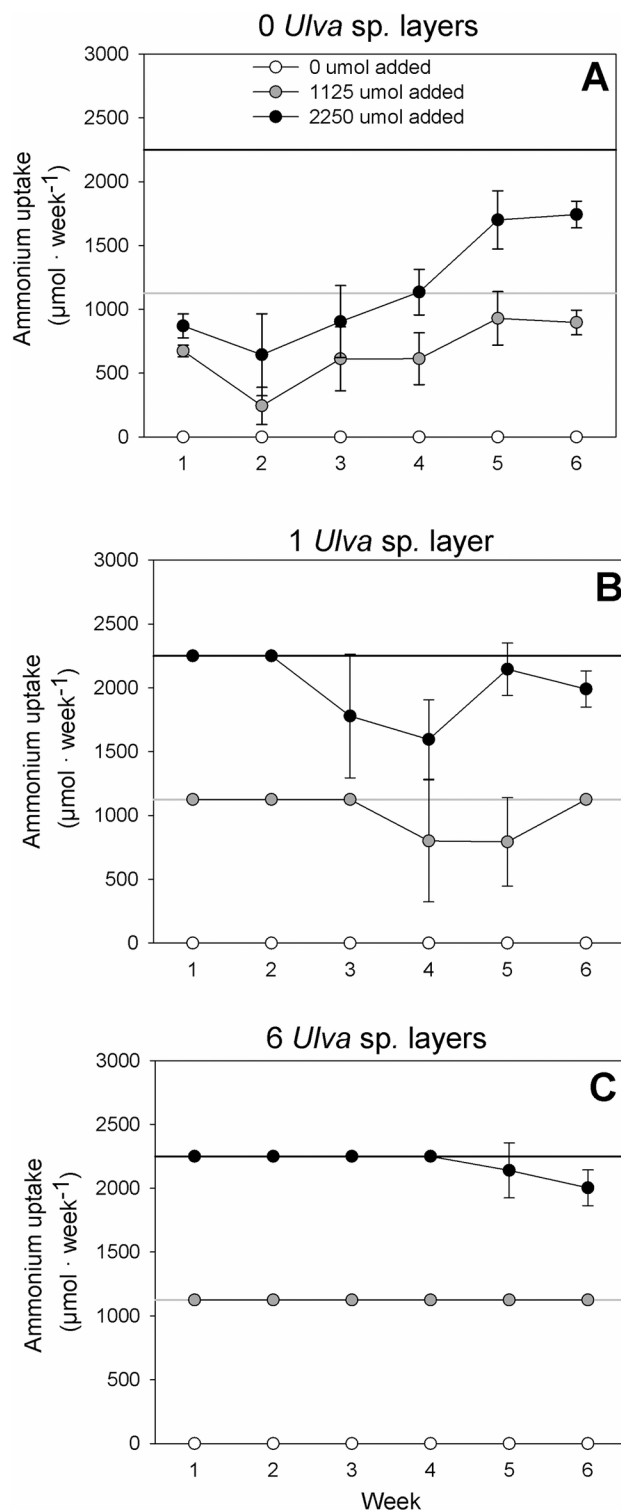 0 Ulva sp. layers
A
0 umol added
1125 umol added
2250 umol added
3000
2500
2000
1500
1000
500
0
Ammonium uptake
(µmol · week⁻¹)
1 2 3 4 5 6
1 Ulva sp. layer
B
3000
2500
2000
1500
1000
500
0
Ammonium uptake
(µmol · week⁻¹)
1 2 3 4 5 6
6 Ulva sp. layers
C
3000
2500
2000
1500
1000
500
0
Ammonium uptake
(µmol · week⁻¹)
1 2 3 4 5 6
Week